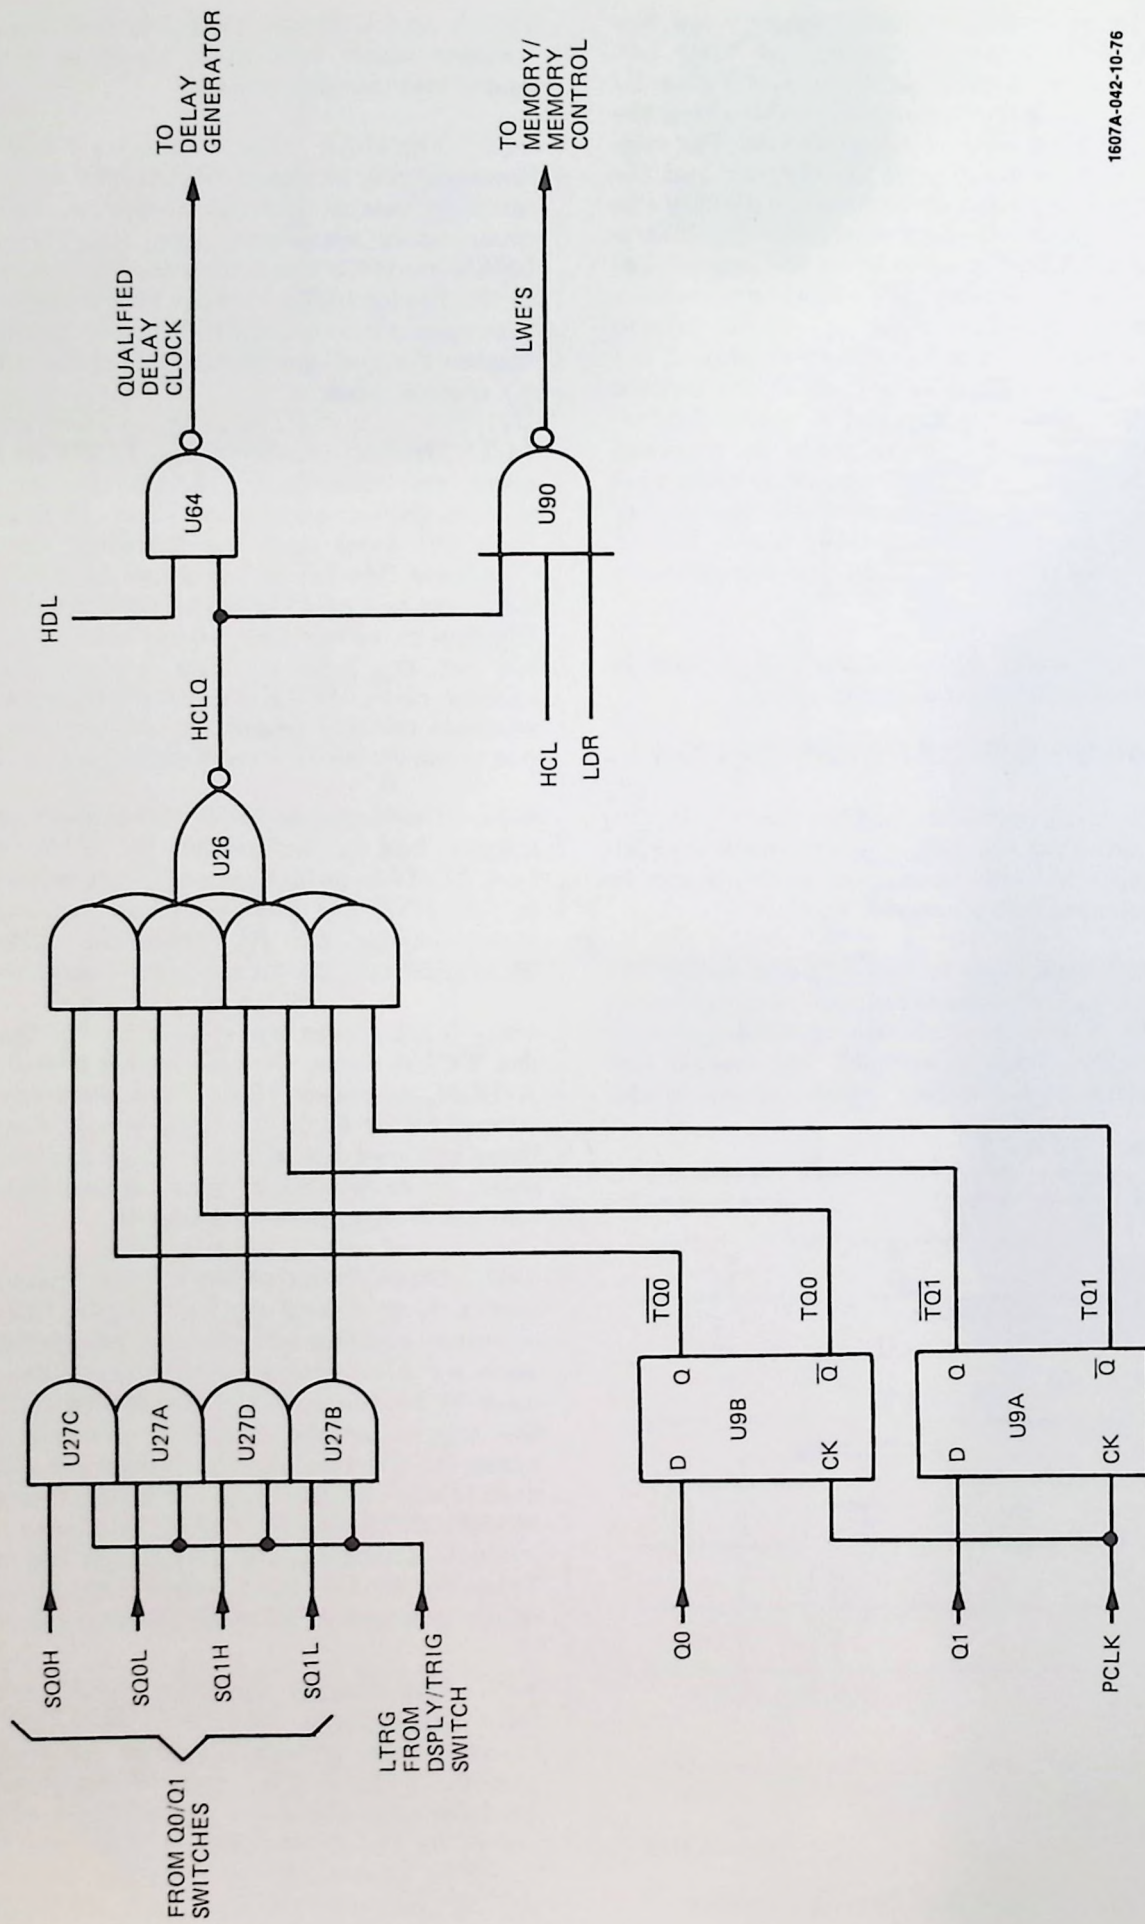 SQ0H
SQ0L
SQ1H
SQ1L
FROM Q0/Q1
SWITCHES
LTRG
FROM
DSPLY/TRIG
SWITCH
U27C
U27A
U27D
U27B
U26
HCLQ
HDL
U64
QUALIFIED
DELAY
CLOCK
TO
DELAY
GENERATOR
HCL
LDR
U90
LWE'S
TO
MEMORY/
MEMORY
CONTROL
Q0
D
Q
T̅Q̅0̅
U9B
CK
Q̅
TQ0
Q1
D
Q
T̅Q̅1̅
U9A
PCLK
CK
Q̅
TQ1
1607A-042-10-76